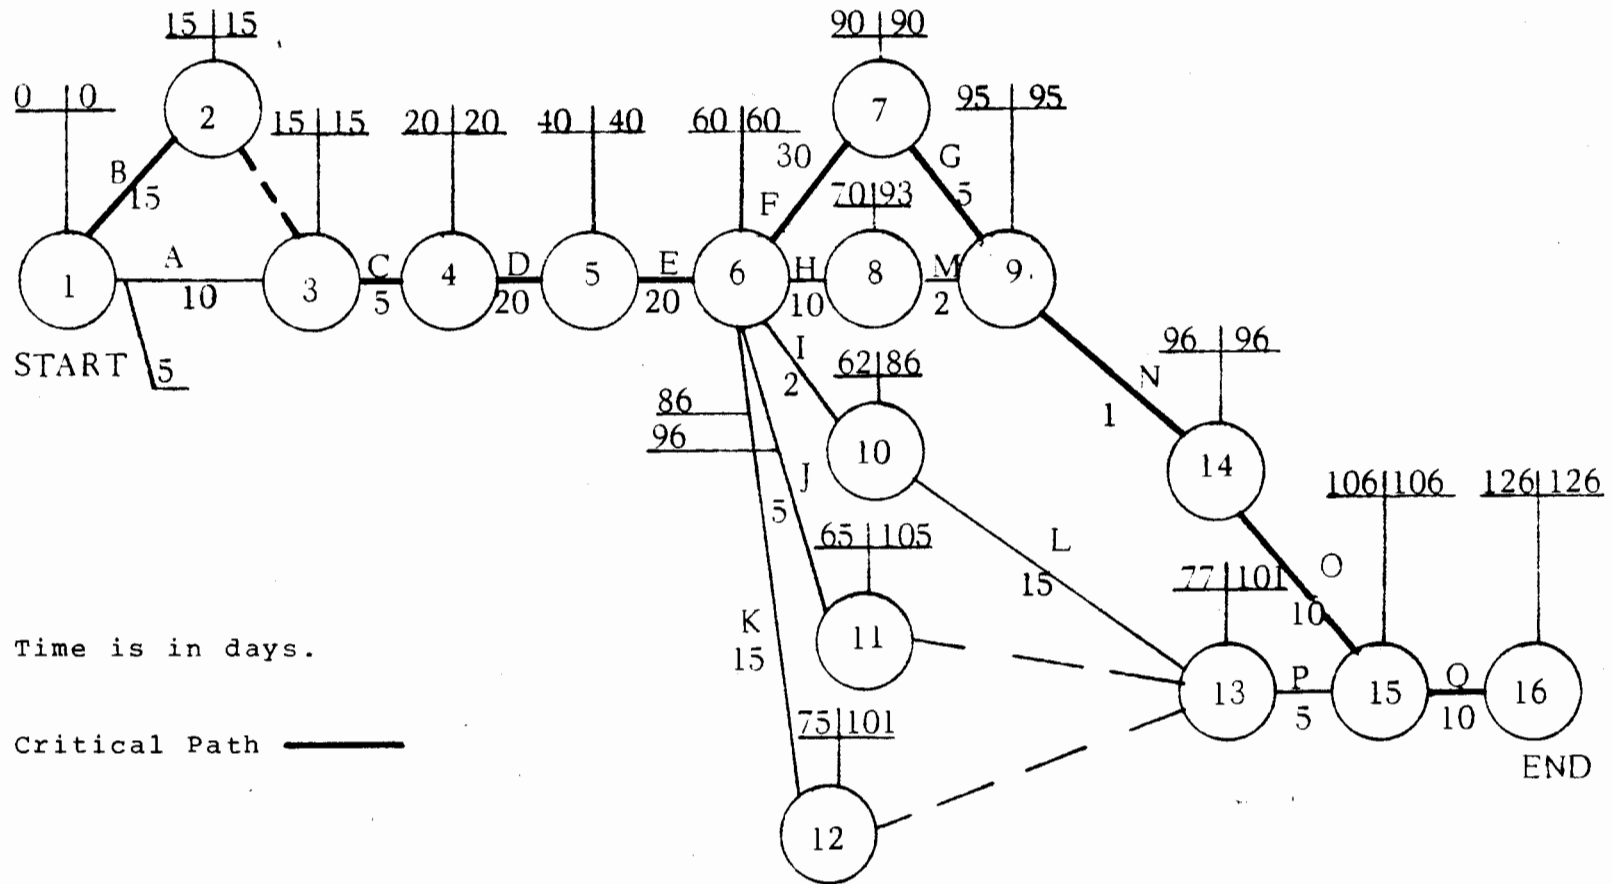 15 15
90 90
0 0
2
7
95 95
15 15
20 20
40 40
60 60
30
G
B
15
5
F
70 93
A
C
D
E
H
M
1
3
4
5
6
8
9
10
5
20
20
10
2
START
5
I
2
62 86
96 96
N
1
86
96
10
14
J
5
106 106
126 126
65 105
L
15
77 101
O
10
K
15
11
Time is in days.
13
P
5
15
Q
10
16
75 101
Critical Path
END
12